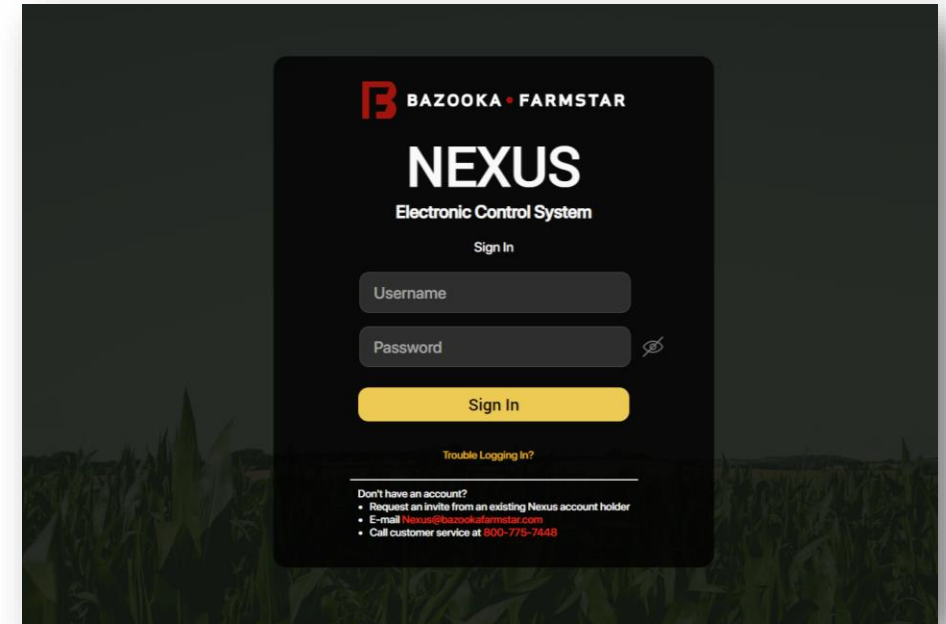 BAZOOKA • FARMSTAR
NEXUS
Electronic Control System
Sign In
Username
Password
Sign In
Trouble Logging In?
Don't have an account?
• Request an invite from an existing Nexus account holder
• E-mail Nexus@bazookafarmstar.com
• Call customer service at 800-775-7448